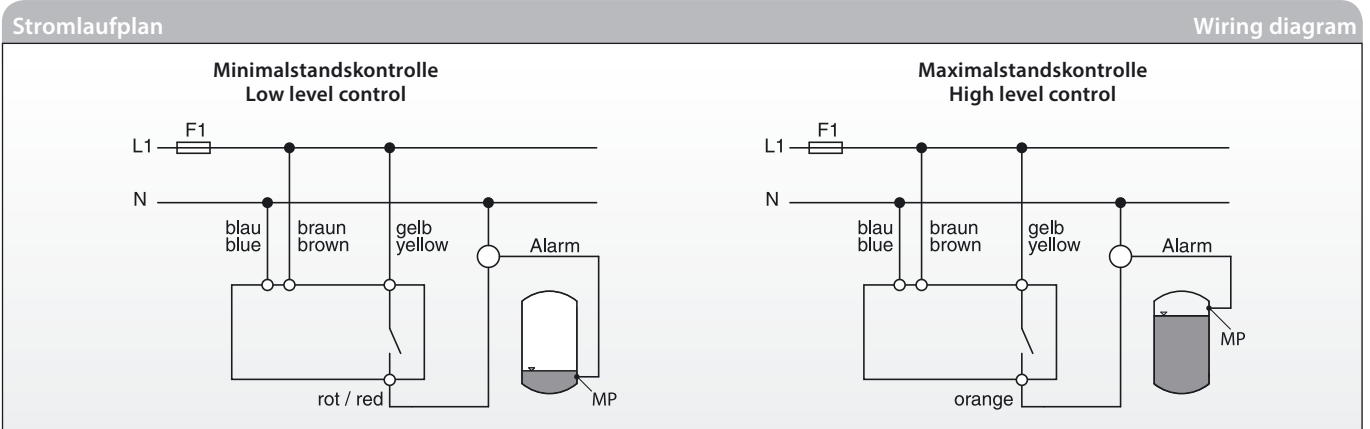 Stromlaufplan
Wiring diagram
Minimalstandskontrolle
Low level control
F1
L1
N
blau
blue
braun
brown
gelb
yellow
Alarm
rot / red
MP
Maximalstandskontrolle
High level control
F1
L1
N
blau
blue
braun
brown
gelb
yellow
Alarm
MP
orange